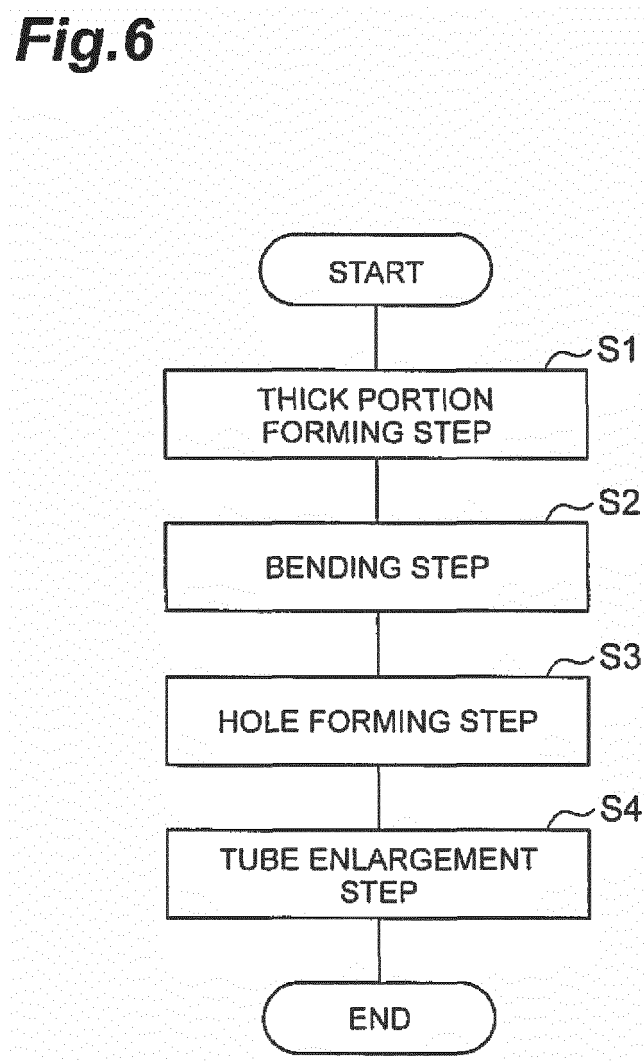 Fig.6
START
S1
THICK PORTION
FORMING STEP
S2
BENDING STEP
S3
HOLE FORMING STEP
S4
TUBE ENLARGEMENT
STEP
END